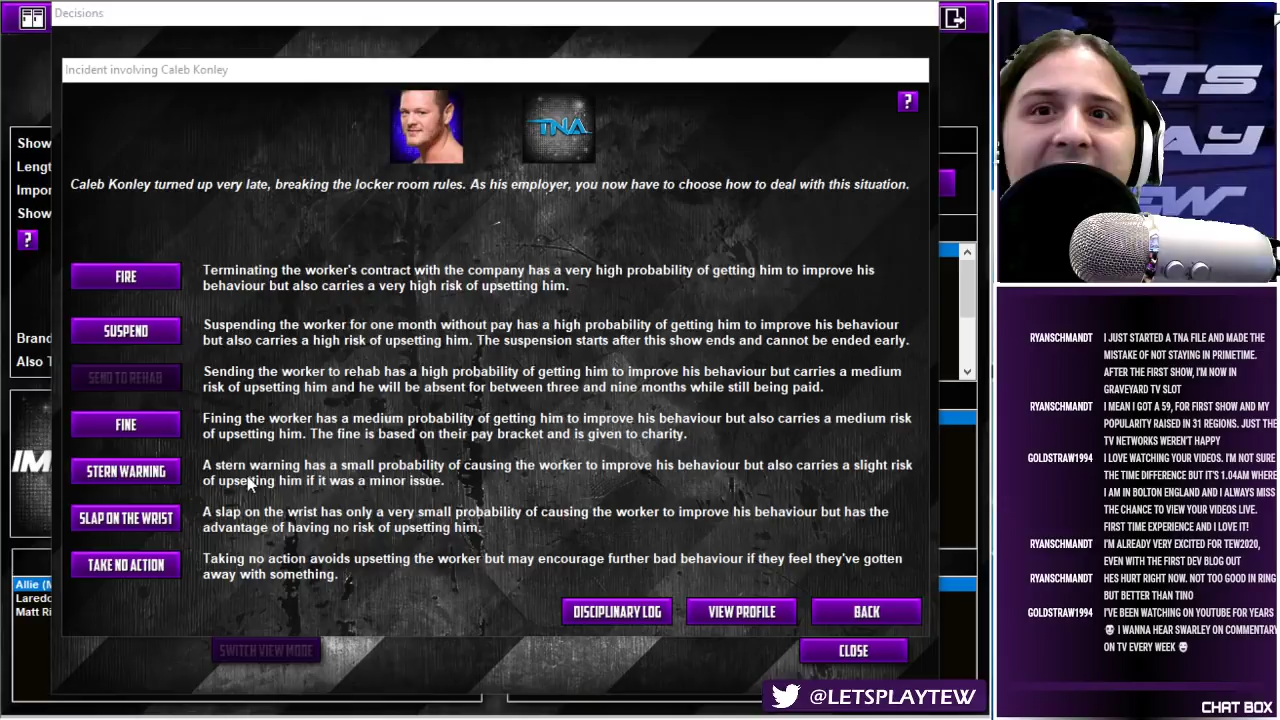 Decisions
Incident involving Caleb Konley
?
TNA
Caleb Konley turned up very late, breaking the locker room rules. As his employer, you now have to choose how to deal with this situation.
FIRE
Terminating the worker's contract with the company has a very high probability of getting him to improve his
behaviour but also carries a very high risk of upsetting him.
SUSPEND
Suspending the worker for one month without pay has a high probability of getting him to improve his behaviour
but also carries a high risk of upsetting him. The suspension starts after this show ends and cannot be ended early.
SEND TO REHAB
Sending the worker to rehab has a high probability of getting him to improve his behaviour but carries a medium
risk of upsetting him and he will be absent for between three and nine months while still being paid.
FINE
Fining the worker has a medium probability of getting him to improve his behaviour but also carries a medium risk
of upsetting him. The fine is based on their pay bracket and is given to charity.
STERN WARNING
A stern warning has a small probability of causing the worker to improve his behaviour but also carries a slight risk
of upsetting him if it was a minor issue.
SLAP ON THE WRIST
A slap on the wrist has only a very small probability of causing the worker to improve his behaviour but has the
advantage of having no risk of upsetting him.
TAKE NO ACTION
Taking no action avoids upsetting the worker but may encourage further bad behaviour if they feel they've gotten
away with something.
DISCIPLINARY LOG
VIEW PROFILE
BACK
SWITCH VIEW MODE
CLOSE
Show
Lengt
Impor
Show
?
Brand
Also T
IM
Allie (M
Laredo
Matt Ri
@LETSPLAYTEW
RYANSCHMANDT I JUST STARTED A TNA FILE AND MADE THE
MISTAKE OF NOT STAYING IN PRIMETIME.
AFTER THE FIRST SHOW, I'M NOW IN
GRAVEYARD TV SLOT
RYANSCHMANDT I MEAN I GOT A 59, FOR FIRST SHOW AND MY
POPULARITY RAISED IN 31 REGIONS. JUST THE
TV NETWORKS WEREN'T HAPPY
GOLDSTRAW1994 I LOVE WATCHING YOUR VIDEOS. I'M NOT SURE
THE TIME DIFFERENCE BUT IT'S 1.04AM WHERE
I AM IN BOLTON ENGLAND AND I ALWAYS MISS
THE CHANCE TO VIEW YOUR VIDEOS LIVE.
FIRST TIME EXPERIENCE AND I LOVE IT!
RYANSCHMANDT I'M ALREADY VERY EXCITED FOR TEW2020,
EVEN WITH THE FIRST DEV BLOG OUT
RYANSCHMANDT HES HURT RIGHT NOW. NOT TOO GOOD IN RING
BUT BETTER THAN TINO
GOLDSTRAW1994 I'VE BEEN WATCHING ON YOUTUBE FOR YEARS
I WANNA HEAR SWARLEY ON COMMENTARY
ON TV EVERY WEEK
CHAT BOX